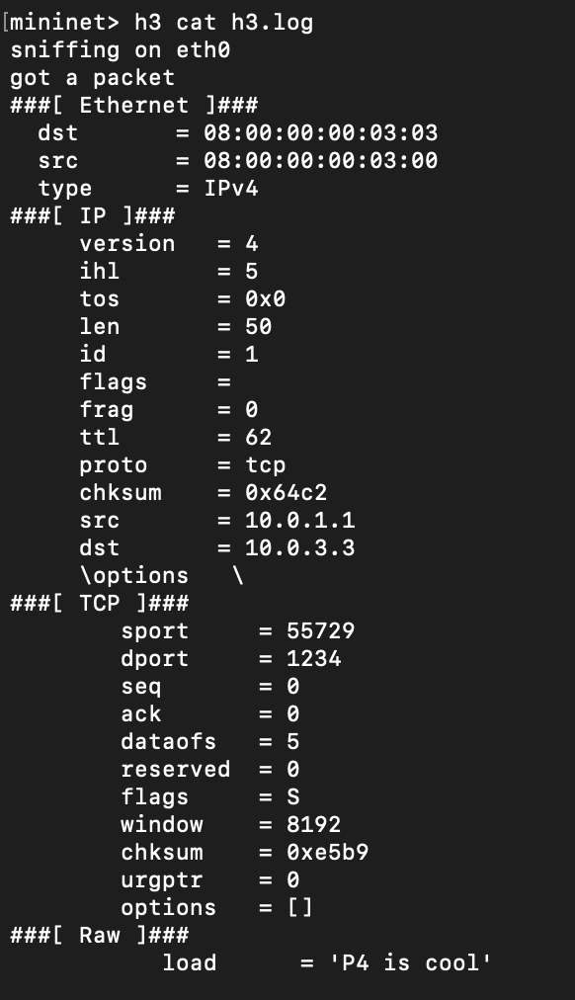 [mininet> h3 cat h3.log
sniffing on eth0
got a packet
###[ Ethernet ]###
  dst       = 08:00:00:00:03:03
  src       = 08:00:00:00:03:00
  type      = IPv4
###[ IP ]###
     version   = 4
     ihl       = 5
     tos       = 0x0
     len       = 50
     id        = 1
     flags     =
     frag      = 0
     ttl       = 62
     proto     = tcp
     chksum    = 0x64c2
     src       = 10.0.1.1
     dst       = 10.0.3.3
     \options   \
###[ TCP ]###
        sport     = 55729
        dport     = 1234
        seq       = 0
        ack       = 0
        dataofs   = 5
        reserved  = 0
        flags     = S
        window    = 8192
        chksum    = 0xe5b9
        urgptr    = 0
        options   = []
###[ Raw ]###
           load      = 'P4 is cool'